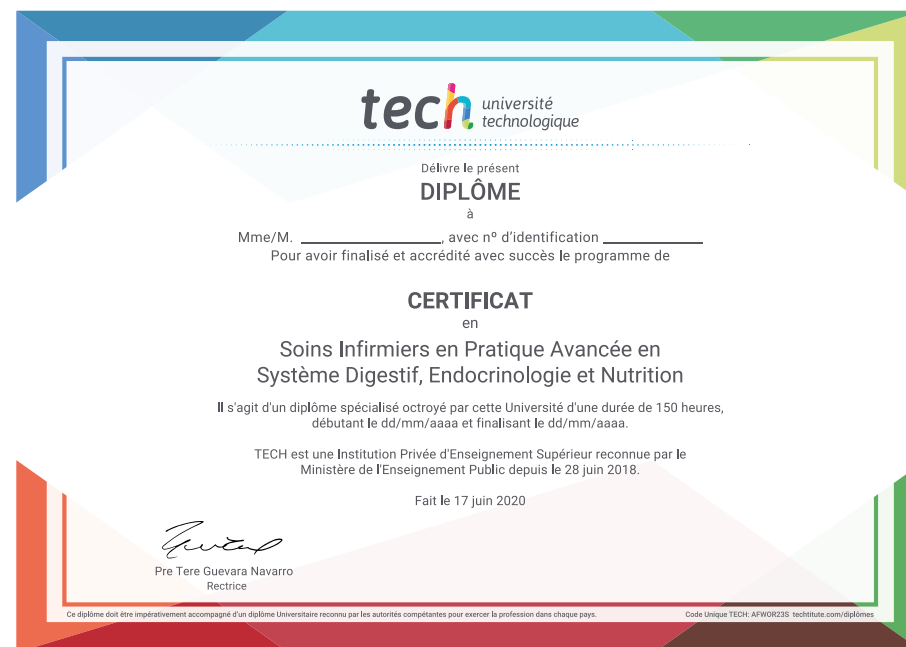 tech université
technologique
Délivre le présent
DIPLÔME
à
Mme/M. ____________________, avec nº d'identification ______________
Pour avoir finalisé et accrédité avec succès le programme de
CERTIFICAT
en
Soins Infirmiers en Pratique Avancée en
Système Digestif, Endocrinologie et Nutrition
Il s'agit d'un diplôme spécialisé octroyé par cette Université d'une durée de 150 heures,
débutant le dd/mm/aaaa et finalisant le dd/mm/aaaa.
TECH est une Institution Privée d'Enseignement Supérieur reconnue par le
Ministère de l'Enseignement Public depuis le 28 juin 2018.
Fait le 17 juin 2020
Pre Tere Guevara Navarro
Rectrice
Ce diplôme doit être impérativement accompagné d'un diplôme Universitaire reconnu par les autorités compétantes pour exercer la profession dans chaque pays.
Code Unique TECH: AFWOR23S techtitute.com/diplômes